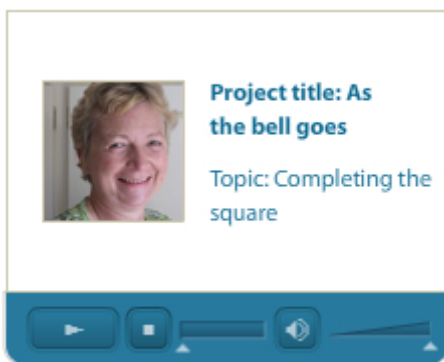 Project title: As
the bell goes
Topic: Completing the
square